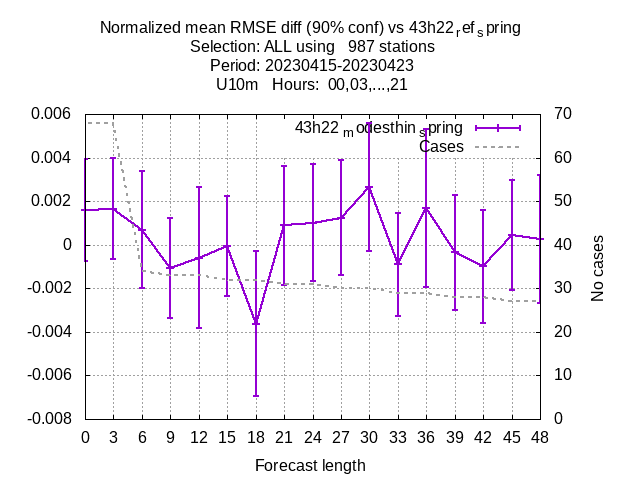 Normalized mean RMSE diff (90% conf) vs 43h22refspring
Selection: ALL using 987 stations
Period: 20230415-20230423
U10m Hours: 00,03,...,21
43h22modesthinspring
Cases
0.006
0.004
0.002
0
-0.002
-0.004
-0.006
-0.008
70
60
50
40
30
20
10
0
No cases
0 3 6 9 12 15 18 21 24 27 30 33 36 39 42 45 48
Forecast length